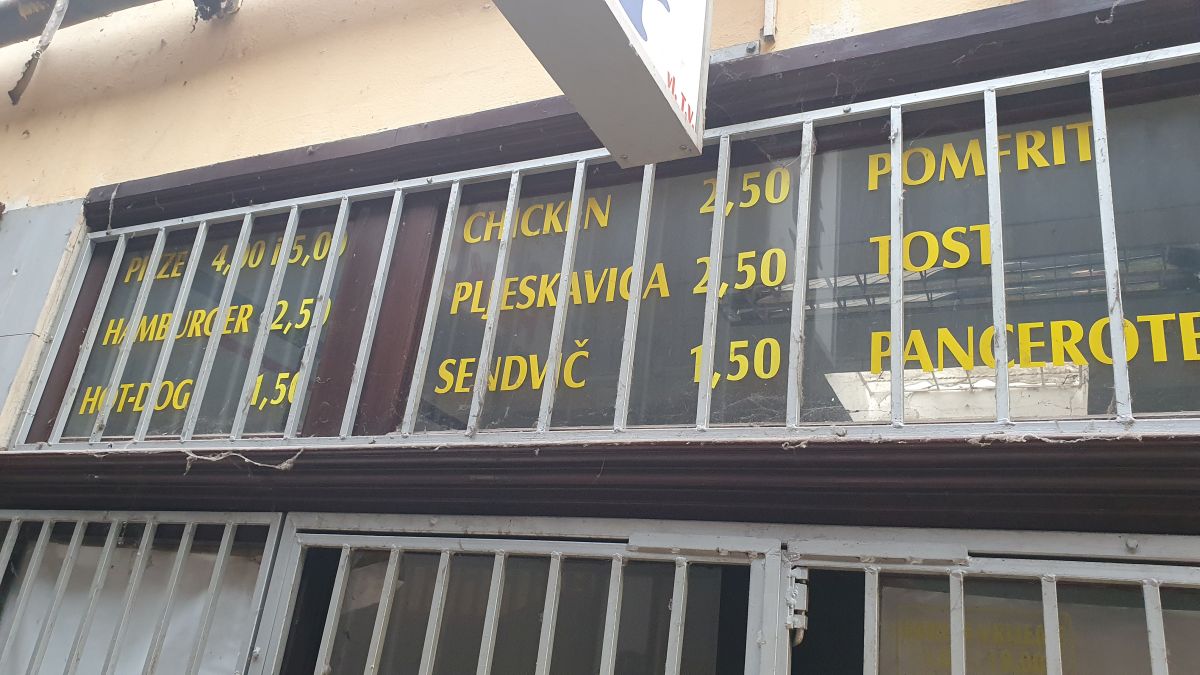 VL. T.V.
PIZZE 4,00 i 5,00
HAMBURGER 2,50
HOT-DOG 1,50
CHICKEN 2,50
PLJESKAVICA 2,50
SENDVIČ 1,50
POMFRIT
TOST
PANCEROTE